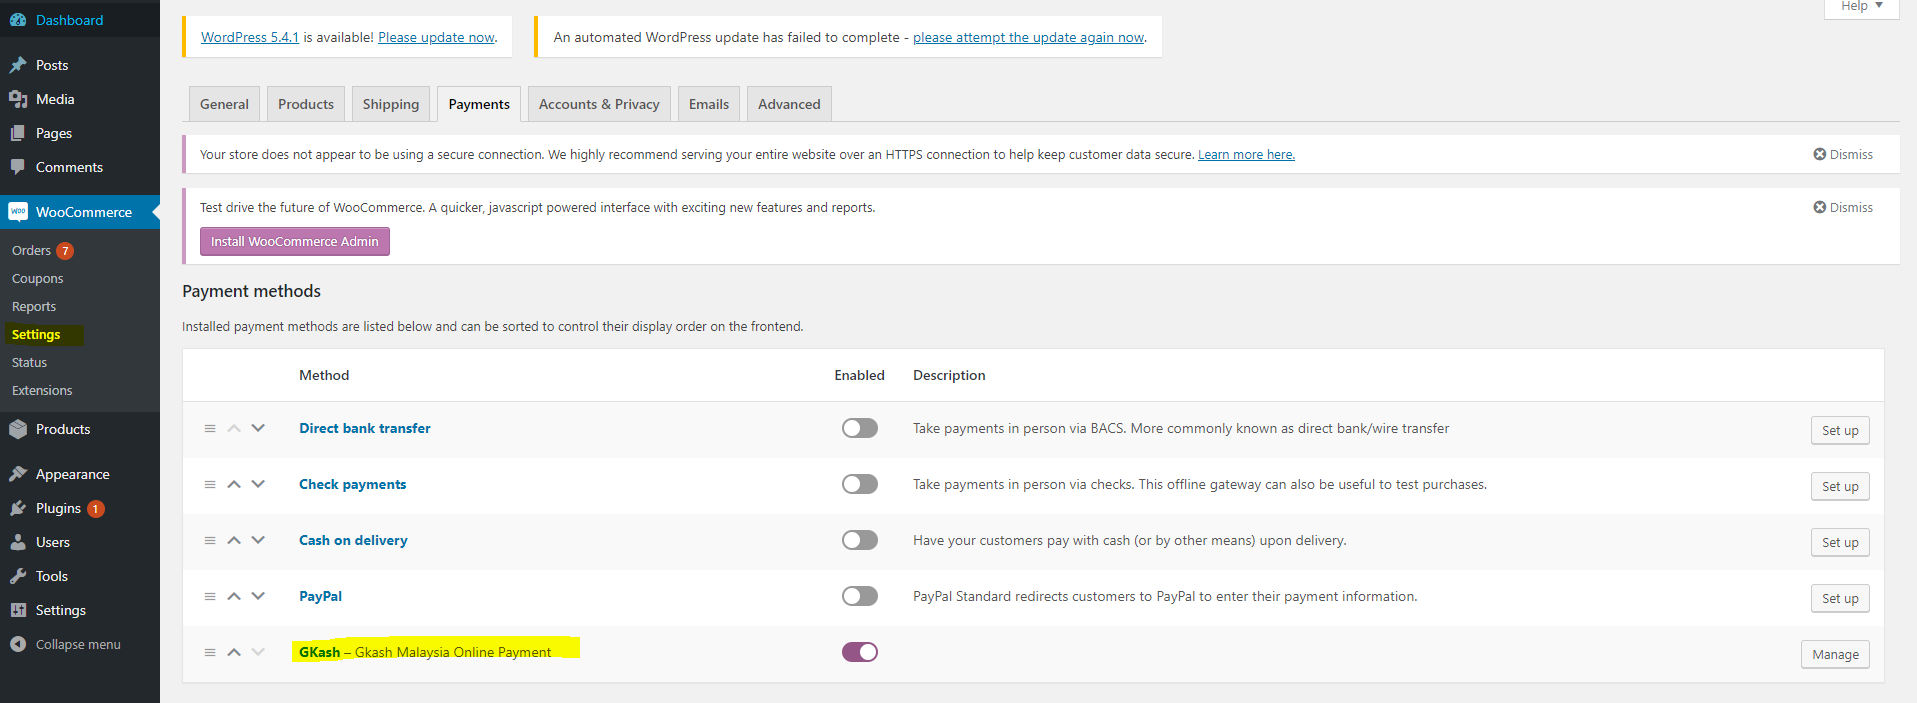 Dashboard
Posts
Media
Pages
Comments
WooCommerce
Orders 7
Coupons
Reports
Settings
Status
Extensions
Products
Appearance
Plugins 1
Users
Tools
Settings
Collapse menu
Help
WordPress 5.4.1 is available! Please update now.
An automated WordPress update has failed to complete - please attempt the update again now.
General Products Shipping Payments Accounts & Privacy Emails Advanced
Your store does not appear to be using a secure connection. We highly recommend serving your entire website over an HTTPS connection to help keep customer data secure. Learn more here. Dismiss
Test drive the future of WooCommerce. A quicker, javascript powered interface with exciting new features and reports. Dismiss
Install WooCommerce Admin
Payment methods
Installed payment methods are listed below and can be sorted to control their display order on the frontend.
Method Enabled Description
Direct bank transfer Take payments in person via BACS. More commonly known as direct bank/wire transfer Set up
Check payments Take payments in person via checks. This offline gateway can also be useful to test purchases. Set up
Cash on delivery Have your customers pay with cash (or by other means) upon delivery. Set up
PayPal PayPal Standard redirects customers to PayPal to enter their payment information. Set up
GKash – Gkash Malaysia Online Payment Manage